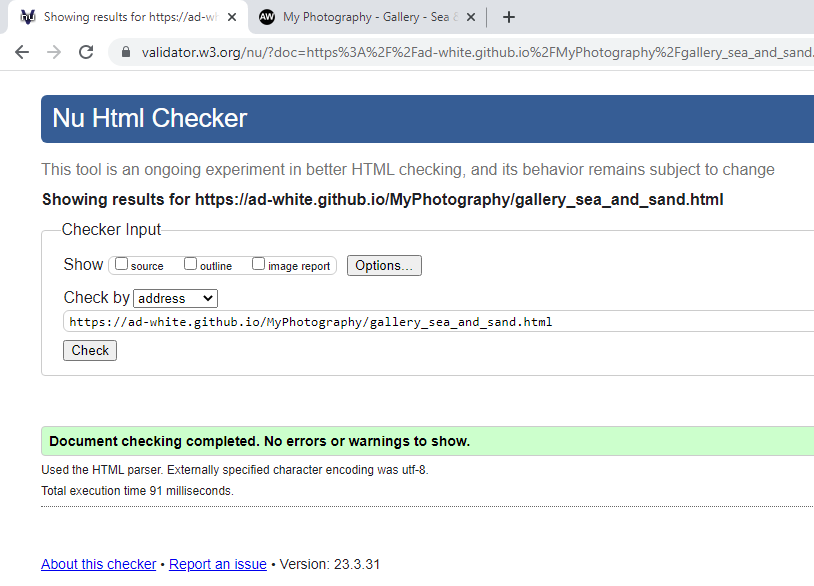 Showing results for https://ad-wh
AW My Photography - Gallery - Sea &
validator.w3.org/nu/?doc=https%3A%2F%2Fad-white.github.io%2FMyPhotography%2Fgallery_sea_and_sand.
Nu Html Checker
This tool is an ongoing experiment in better HTML checking, and its behavior remains subject to change
Showing results for https://ad-white.github.io/MyPhotography/gallery_sea_and_sand.html
Checker Input
Show source outline image report Options...
Check by address
https://ad-white.github.io/MyPhotography/gallery_sea_and_sand.html
Check
Document checking completed. No errors or warnings to show.
Used the HTML parser. Externally specified character encoding was utf-8.
Total execution time 91 milliseconds.
About this checker • Report an issue • Version: 23.3.31